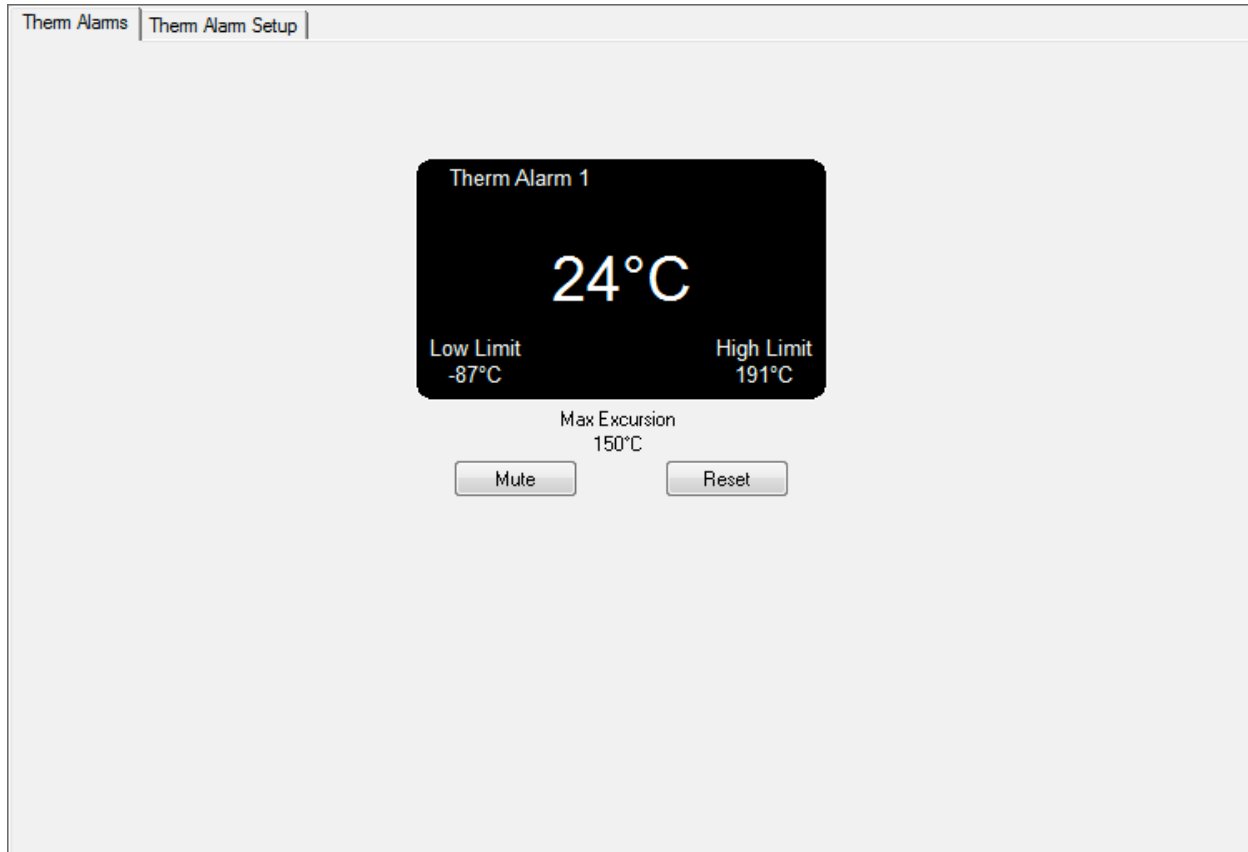 Therm Alarms Therm Alarm Setup
Therm Alarm 1
24°C
Low Limit High Limit
-87°C 191°C
Max Excursion
150°C
Mute Reset